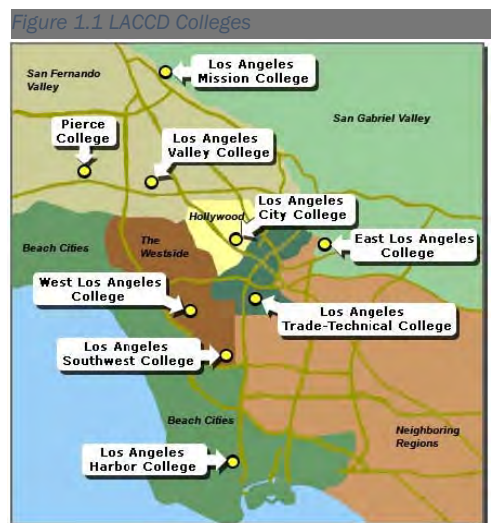 Figure 1.1 LACCD Colleges
San Fernando
Valley
Los Angeles
Mission College
San Gabriel Valley
Pierce
College
Los Angeles
Valley College
Hollywood
Los Angeles
City College
Beach Cities
The
Westside
East Los Angeles
College
West Los Angeles
College
Los Angeles
Trade-Technical College
Los Angeles
Southwest College
Beach Cities
Neighboring
Regions
Los Angeles
Harbor College